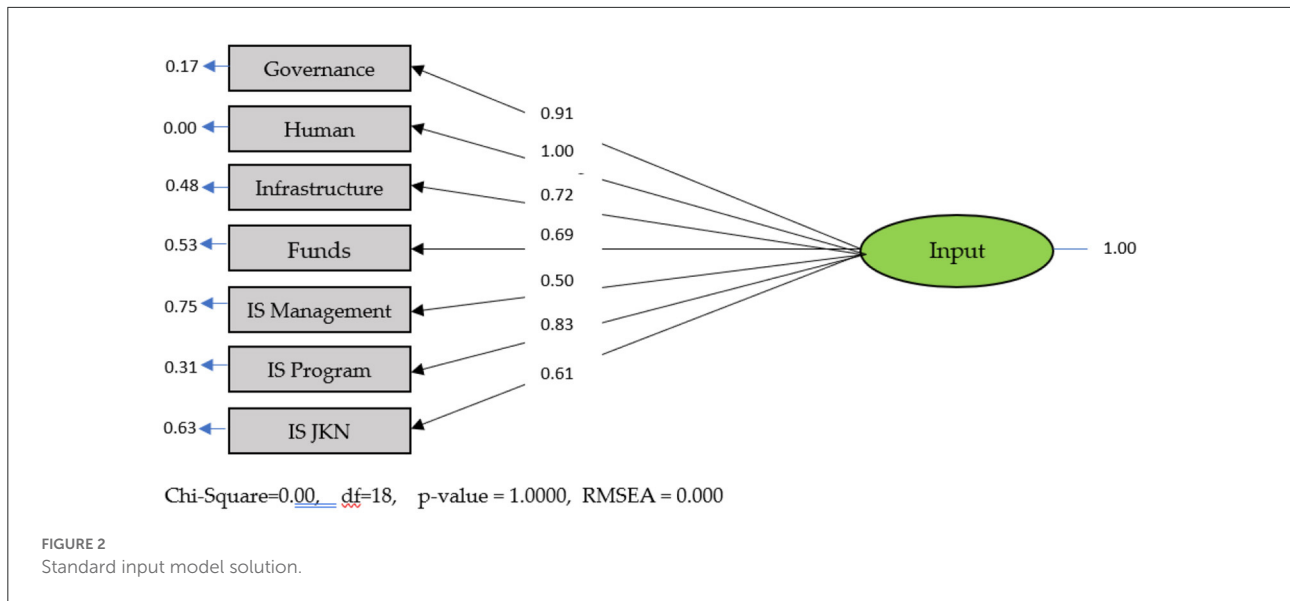 0.17
Governance
0.91
0.00
Human
1.00
0.48
Infrastructure
0.72
0.53
Funds
0.69
Input
1.00
0.75
IS Management
0.50
0.31
IS Program
0.83
0.63
IS JKN
0.61
Chi-Square=0.00, df=18, p-value = 1.0000, RMSEA = 0.000
FIGURE 2
Standard input model solution.